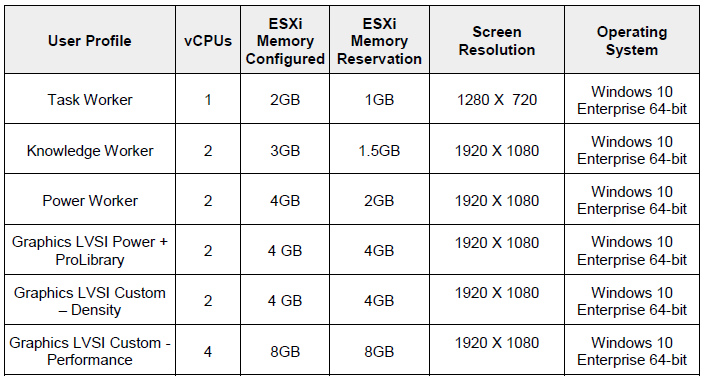 User Profile vCPUs ESXi Memory Configured ESXi Memory Reservation Screen Resolution Operating System
Task Worker 1 2GB 1GB 1280 X 720 Windows 10 Enterprise 64-bit
Knowledge Worker 2 3GB 1.5GB 1920 X 1080 Windows 10 Enterprise 64-bit
Power Worker 2 4GB 2GB 1920 X 1080 Windows 10 Enterprise 64-bit
Graphics LVSI Power + ProLibrary 2 4 GB 4GB 1920 X 1080 Windows 10 Enterprise 64-bit
Graphics LVSI Custom – Density 2 4 GB 4GB 1920 X 1080 Windows 10 Enterprise 64-bit
Graphics LVSI Custom - Performance 4 8GB 8GB 1920 X 1080 Windows 10 Enterprise 64-bit